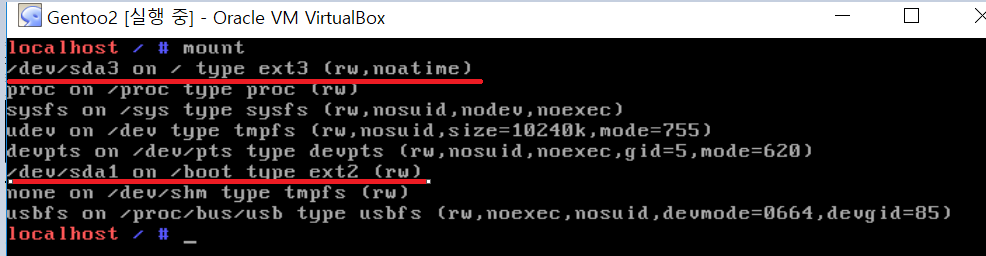 Gentoo2 [실행 중] - Oracle VM VirtualBox
localhost / # mount
/dev/sda3 on / type ext3 (rw,noatime)
proc on /proc type proc (rw)
sysfs on /sys type sysfs (rw,nosuid,nodev,noexec)
udev on /dev type tmpfs (rw,nosuid,size=10240k,mode=755)
devpts on /dev/pts type devpts (rw,nosuid,noexec,gid=5,mode=620)
/dev/sda1 on /boot type ext2 (rw)
none on /dev/shm type tmpfs (rw)
usbfs on /proc/bus/usb type usbfs (rw,noexec,nosuid,devmode=0664,devgid=85)
localhost / # _